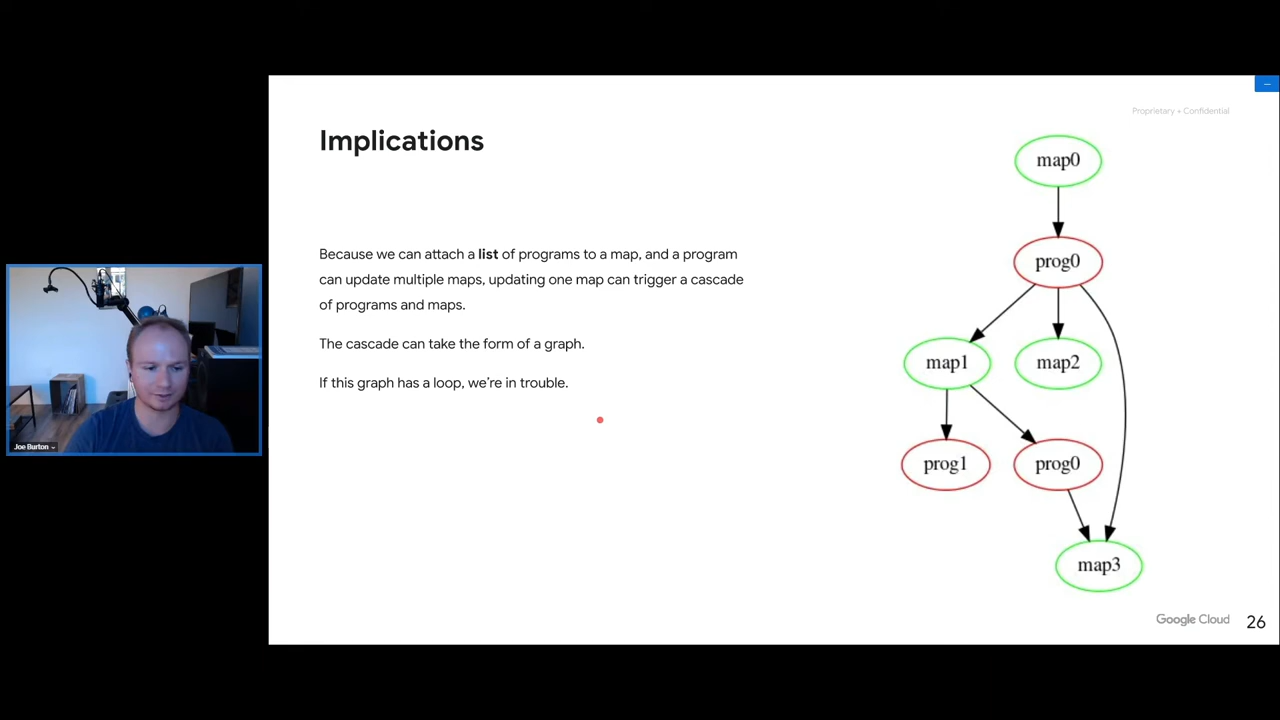 Proprietary + Confidential
Implications
Because we can attach a list of programs to a map, and a program
can update multiple maps, updating one map can trigger a cascade
of programs and maps.
The cascade can take the form of a graph.
If this graph has a loop, we're in trouble.
map0
prog0
map1
map2
prog1
prog0
map3
Joe Burton
Google Cloud
26